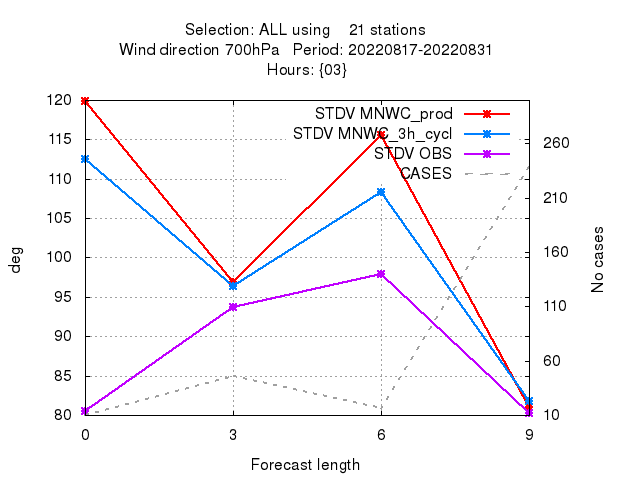 Selection: ALL using 21 stations
Wind direction 700hPa Period: 20220817-20220831
Hours: {03}
120
115
110
105
100
95
90
85
80
deg
STDV MNWC_prod
STDV MNWC_3h_cycl
STDV OBS
CASES
260
210
160
110
60
10
No cases
0 3 6 9
Forecast length